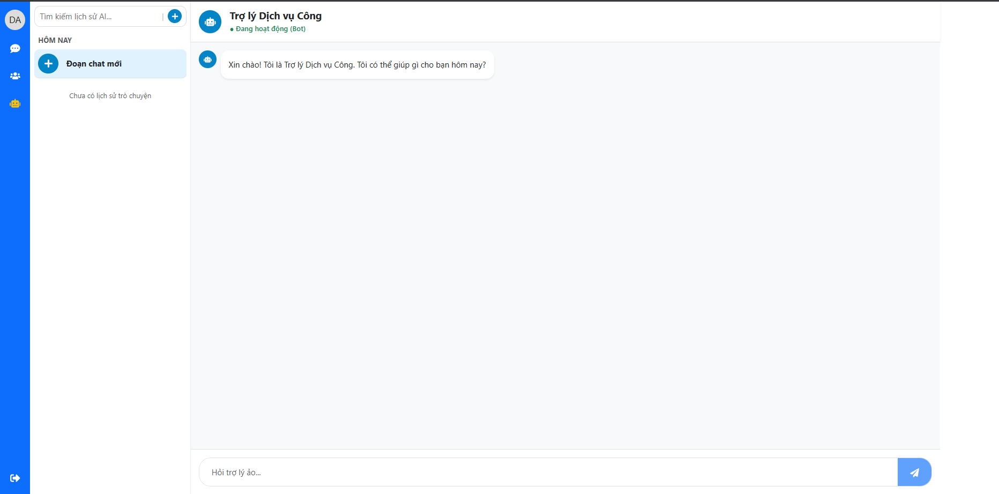 DA
Tìm kiếm lịch sử AI...
HÔM NAY
Đoạn chat mới
Chưa có lịch sử trò chuyện
Trợ lý Dịch vụ Công
● Đang hoạt động (Bot)
Xin chào! Tôi là Trợ lý Dịch vụ Công. Tôi có thể giúp gì cho bạn hôm nay?
Hỏi trợ lý ảo...